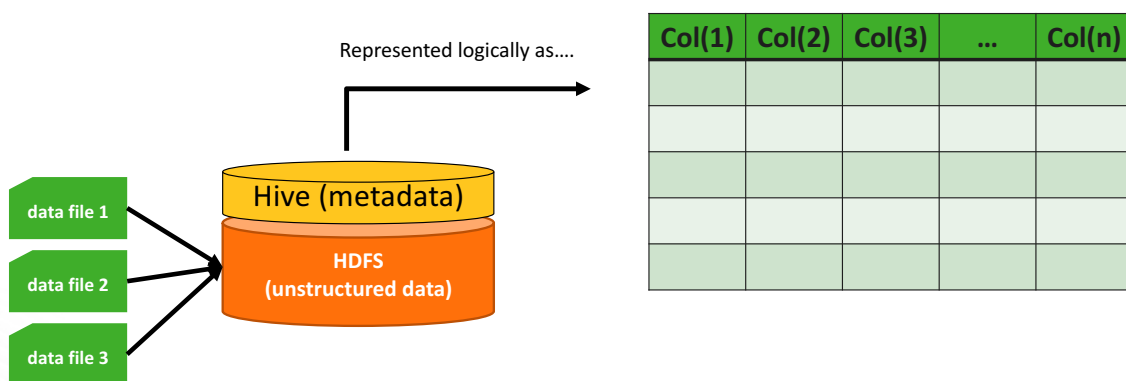 Represented logically as....
Col(1) Col(2) Col(3) ... Col(n)
Hive (metadata)
data file 1
HDFS
(unstructured data)
data file 2
data file 3